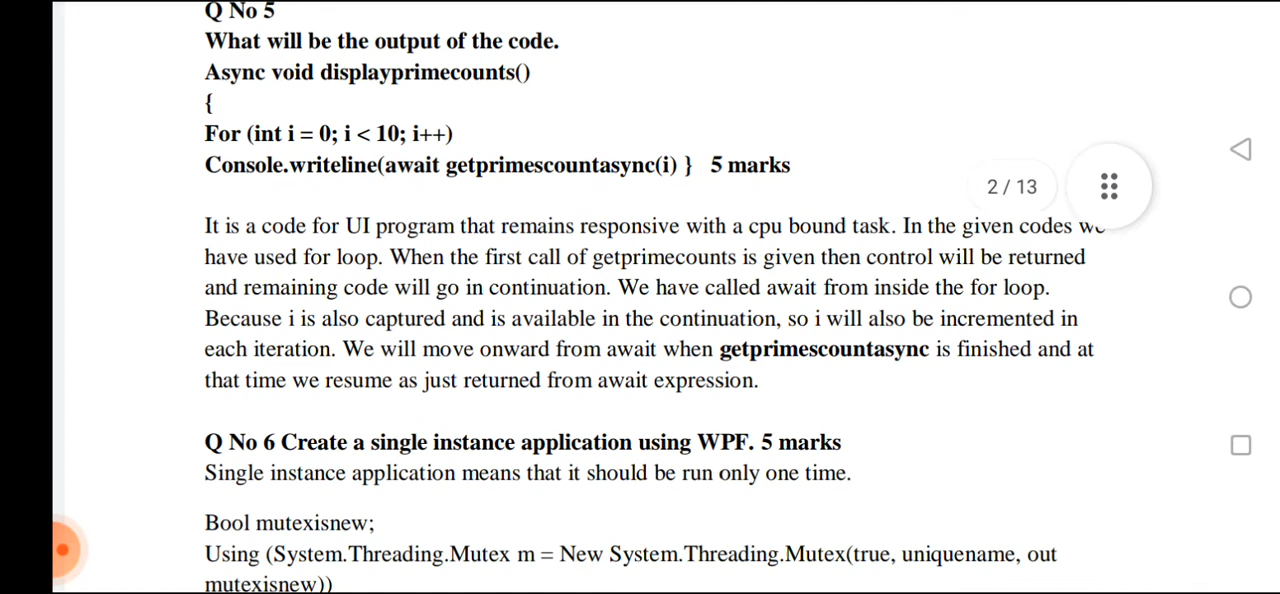 Q No 5
What will be the output of the code.
Async void displayprimecounts()
{
For (int i = 0; i < 10; i++)
Console.writeline(await getprimescountasync(i) } 5 marks
2 / 13
It is a code for UI program that remains responsive with a cpu bound task. In the given codes we
have used for loop. When the first call of getprimecounts is given then control will be returned
and remaining code will go in continuation. We have called await from inside the for loop.
Because i is also captured and is available in the continuation, so i will also be incremented in
each iteration. We will move onward from await when getprimescountasync is finished and at
that time we resume as just returned from await expression.
Q No 6 Create a single instance application using WPF. 5 marks
Single instance application means that it should be run only one time.
Bool mutexisnew;
Using (System.Threading.Mutex m = New System.Threading.Mutex(true, uniquename, out
mutexisnew))